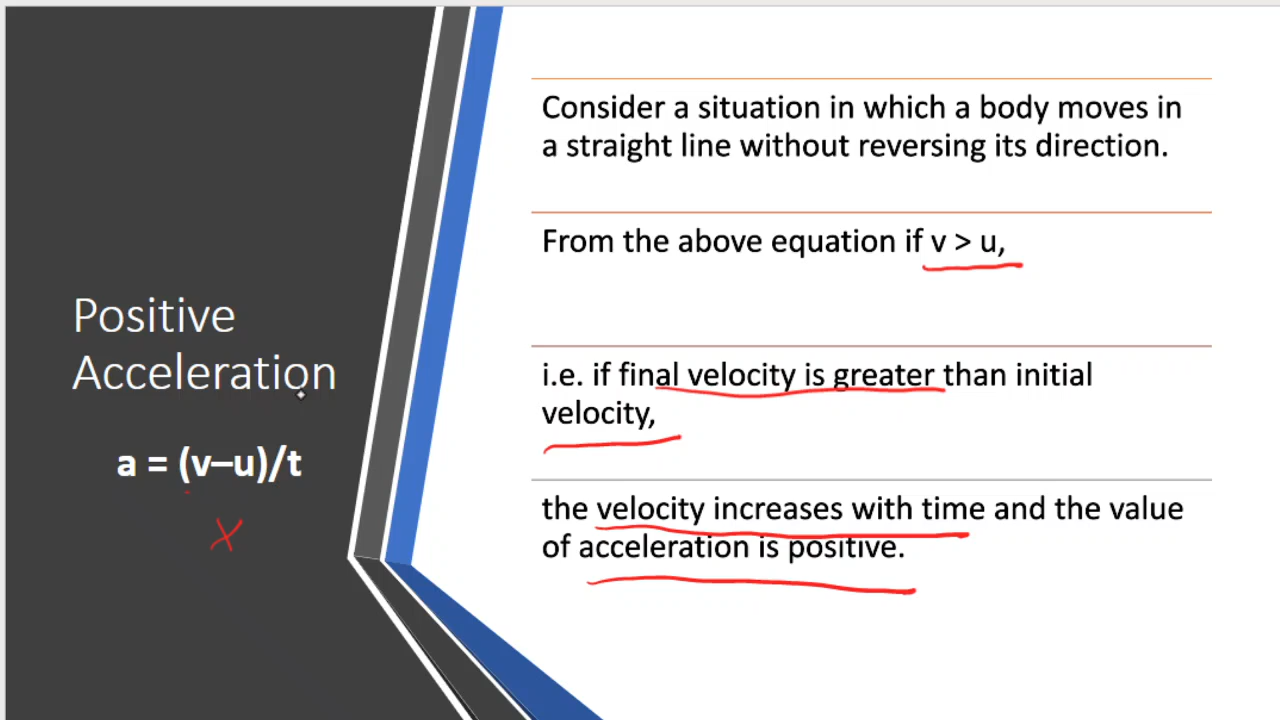 Positive
Acceleration
a = (v–u)/t
Consider a situation in which a body moves in
a straight line without reversing its direction.
From the above equation if v > u,
i.e. if final velocity is greater than initial
velocity,
the velocity increases with time and the value
of acceleration is positive.